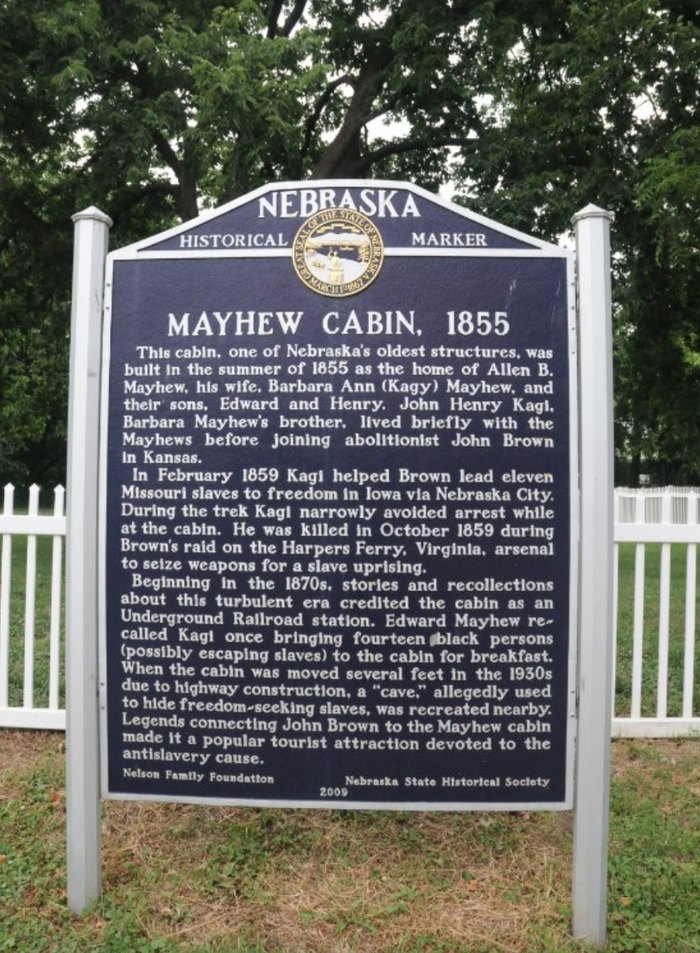 NEBRASKA
HISTORICAL MARKER
GREAT SEAL OF THE STATE OF NEBRASKA
MARCH 1ST 1867
MAYHEW CABIN, 1855
This cabin, one of Nebraska's oldest structures, was
built in the summer of 1855 as the home of Allen B.
Mayhew, his wife, Barbara Ann (Kagy) Mayhew, and
their sons, Edward and Henry. John Henry Kagi,
Barbara Mayhew's brother, lived briefly with the
Mayhews before joining abolitionist John Brown
in Kansas.
In February 1859 Kagi helped Brown lead eleven
Missouri slaves to freedom in Iowa via Nebraska City.
During the trek Kagi narrowly avoided arrest while
at the cabin. He was killed in October 1859 during
Brown's raid on the Harpers Ferry, Virginia, arsenal
to seize weapons for a slave uprising.
Beginning in the 1870s, stories and recollections
about this turbulent era credited the cabin as an
Underground Railroad station. Edward Mayhew re-
called Kagi once bringing fourteen black persons
(possibly escaping slaves) to the cabin for breakfast.
When the cabin was moved several feet in the 1930s
due to highway construction, a "cave," allegedly used
to hide freedom-seeking slaves, was recreated nearby.
Legends connecting John Brown to the Mayhew cabin
made it a popular tourist attraction devoted to the
antislavery cause.
Nelson Family Foundation Nebraska State Historical Society
2009